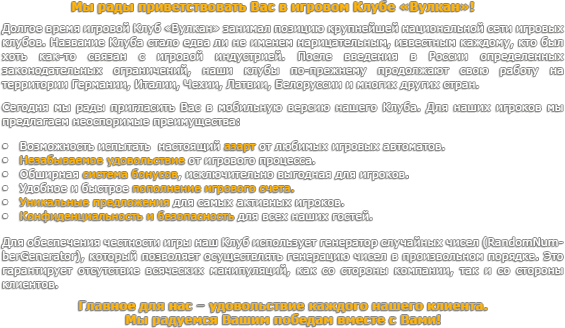 Мы рады приветствовать Вас в игровом Клубе «Вулкан»!
Долгое время игровой Клуб «Вулкан» занимал позицию крупнейшей национальной сети игровых
клубов. Название Клуба стало едва ли не именем нарицательным, известным каждому, кто был
хоть как-то связан с игровой индустрией. После введения в России определенных
законодательных ограничений, наши клубы по-прежнему продолжают свою работу на
территории Германии, Италии, Чехии, Латвии, Белоруссии и многих других стран.
Сегодня мы рады пригласить Вас в мобильную версию нашего Клуба. Для наших игроков мы
предлагаем неоспоримые преимущества:
• Возможность испытать настоящий азарт от любимых игровых автоматов.
• Незабываемое удовольствие от игрового процесса.
• Обширная система бонусов, исключительно выгодная для игроков.
• Удобное и быстрое пополнение игрового счета.
• Уникальные предложения для самых активных игроков.
• Конфиденциальность и безопасность для всех наших гостей.
Для обеспечения честности игры наш Клуб использует генератор случайных чисел (RandomNum-
berGenerator), который позволяет осуществлять генерацию чисел в произвольном порядке. Это
гарантирует отсутствие всяческих манипуляций, как со стороны компании, так и со стороны
клиентов.
Главное для нас – удовольствие каждого нашего клиента.
Мы радуемся Вашим победам вместе с Вами!